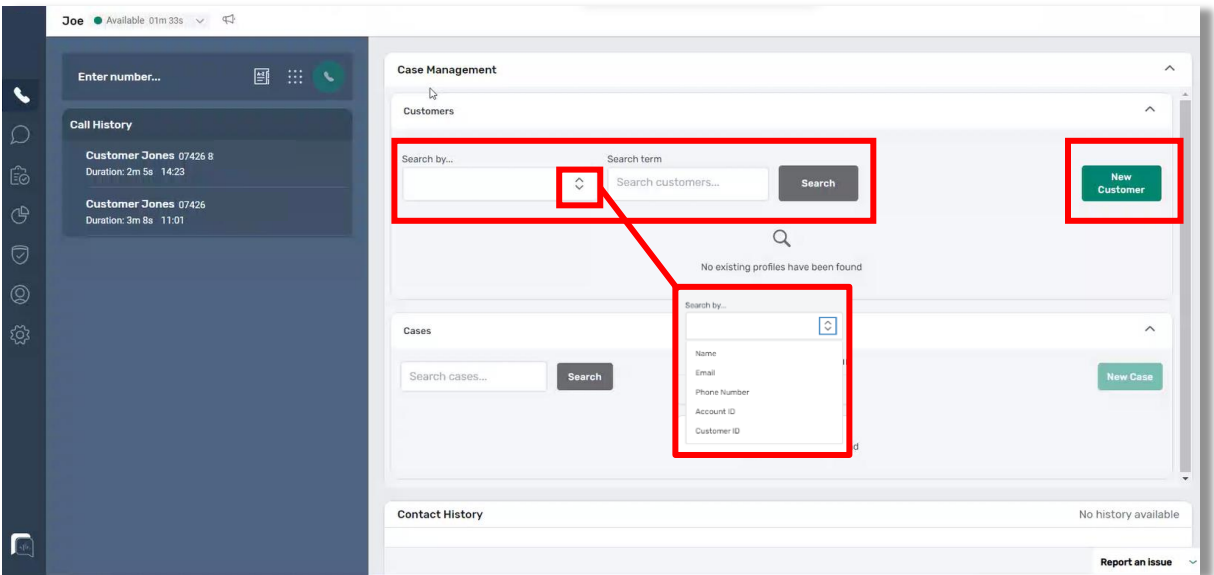 Joe Available 01m 33s
Enter number...
Call History
Customer Jones 07426 8
Duration: 2m 5s 14:23
Customer Jones 07426
Duration: 3m 8s 11:01
Case Management
Customers
Search by...
Search term
Search customers...
Search
New
Customer
No existing profiles have been found
Search by...
Name
Email
Phone Number
Account ID
Customer ID
Cases
Search cases...
Search
New Case
Contact History
No history available
Report an issue